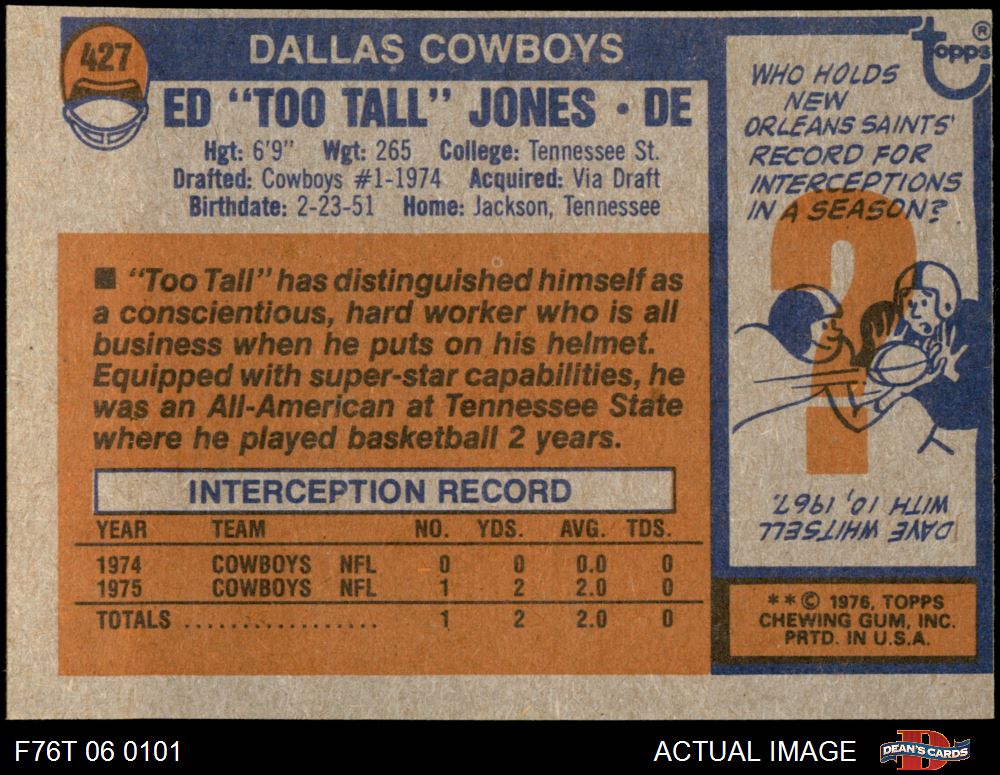 427
DALLAS COWBOYS
ED “TOO TALL” JONES • DE
Hgt: 6'9" Wgt: 265 College: Tennessee St.
Drafted: Cowboys #1-1974 Acquired: Via Draft
Birthdate: 2-23-51 Home: Jackson, Tennessee
■ “Too Tall” has distinguished himself as
a conscientious, hard worker who is all
business when he puts on his helmet.
Equipped with super-star capabilities, he
was an All-American at Tennessee State
where he played basketball 2 years.
INTERCEPTION RECORD
YEAR TEAM NO. YDS. AVG. TDS.
1974 COWBOYS NFL 0 0 0.0 0
1975 COWBOYS NFL 1 2 2.0 0
TOTALS ................. 1 2 2.0 0
topps®
WHO HOLDS
NEW
ORLEANS SAINTS'
RECORD FOR
INTERCEPTIONS
IN A SEASON?
?
DAVE WHITSELL
WITH 10, 1967.
**© 1976, TOPPS
CHEWING GUM, INC.
PRTD. IN U.S.A.
F76T 06 0101
ACTUAL IMAGE
DEAN'S CARDS